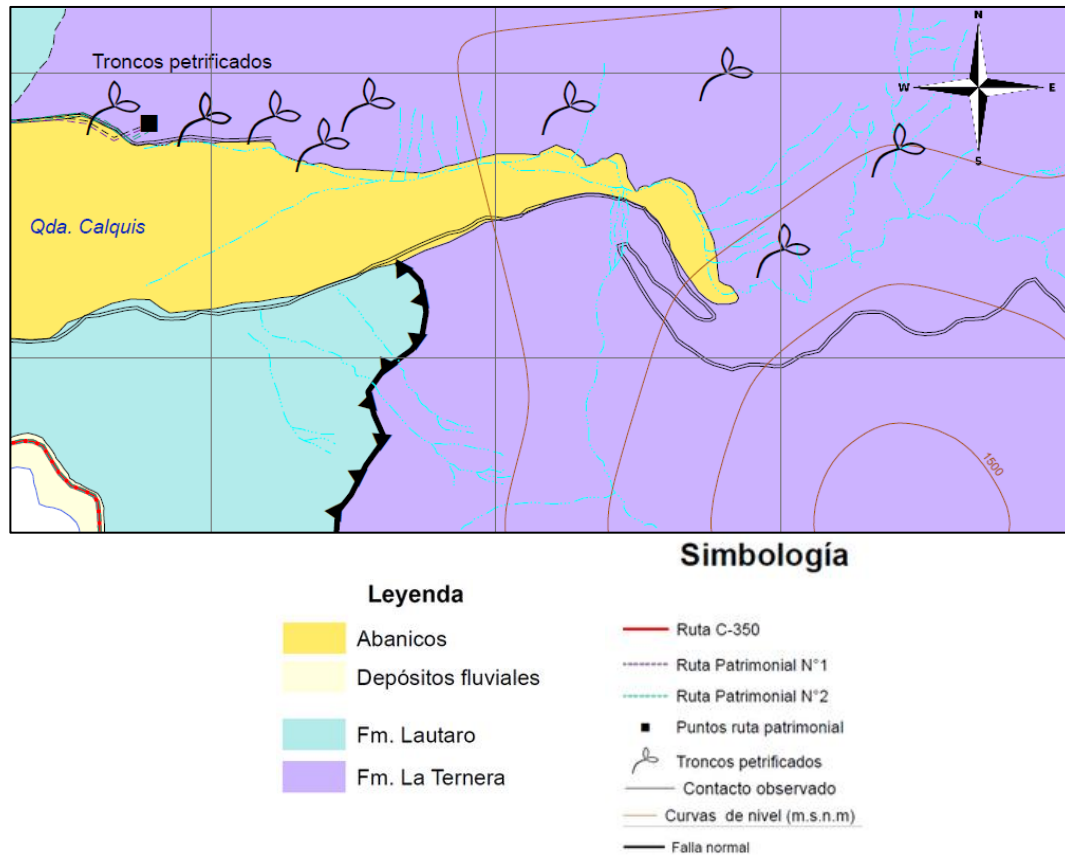 N
W E
S
Troncos petrificados
Qda. Calquis
1500
Simbología
Leyenda
Abanicos
Depósitos fluviales
Fm. Lautaro
Fm. La Ternera
Ruta C-350
Ruta Patrimonial N°1
Ruta Patrimonial N°2
Puntos ruta patrimonial
Troncos petrificados
Contacto observado
Curvas de nivel (m.s.n.m)
Falla normal